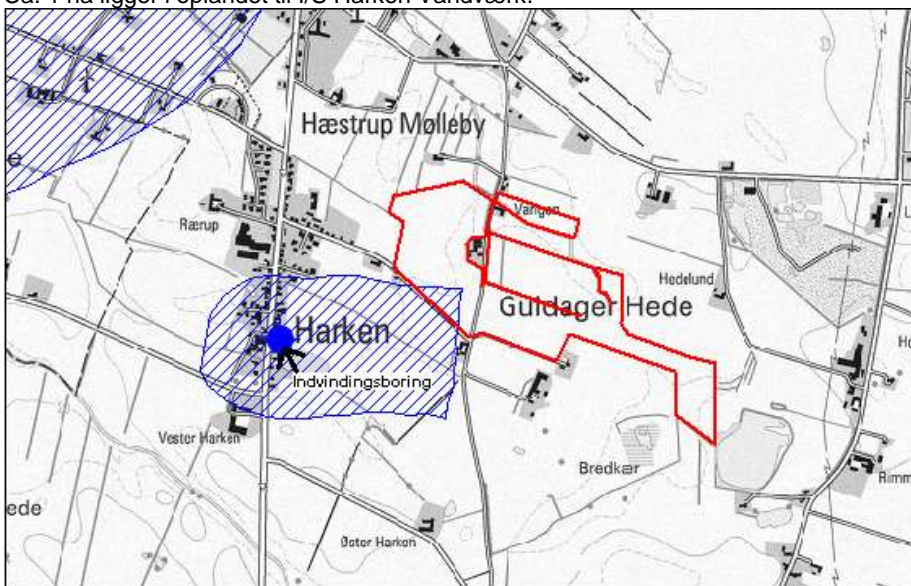 Ca. 1 ha ligger i oplandet til I/S Harken Vandværk.
Hæstrup Mølleby
e
Rærup
Vangen
L
Hedelund
Guldager Hede
Harken
Ho
Indvindingsboring
Vester Harken
Bredkær
Rimm
ede
Øster Harken